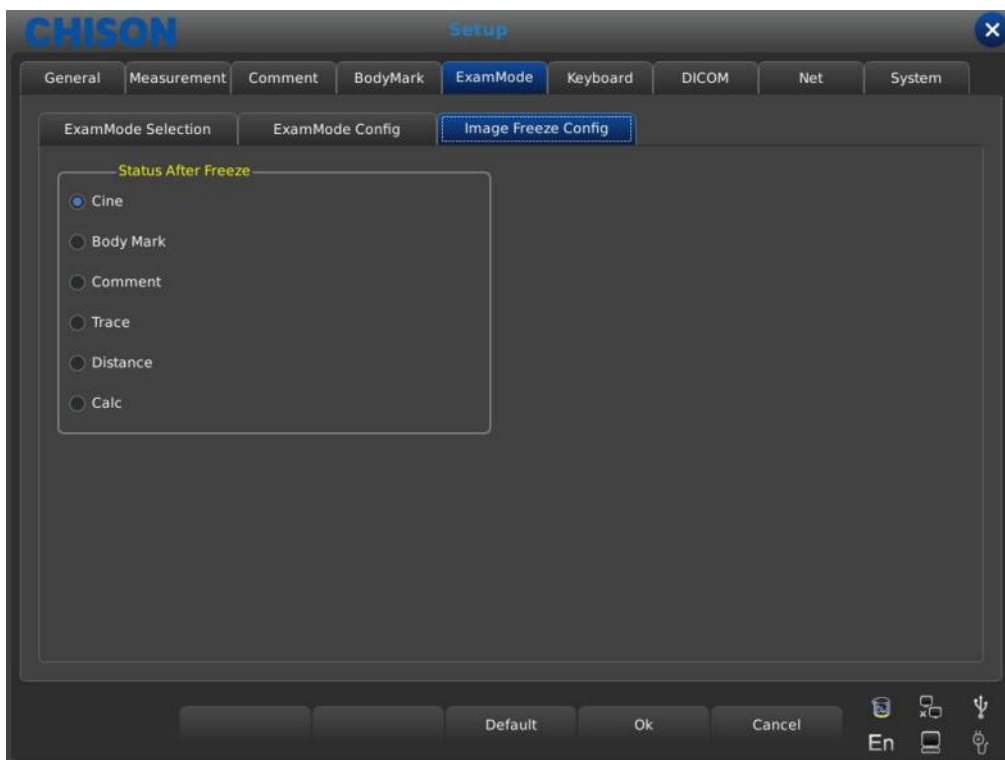 CHISON
Setup
General Measurement Comment BodyMark ExamMode Keyboard DICOM Net System
ExamMode Selection ExamMode Config Image Freeze Config
Status After Freeze
Cine
Body Mark
Comment
Trace
Distance
Calc
Default Ok Cancel
En